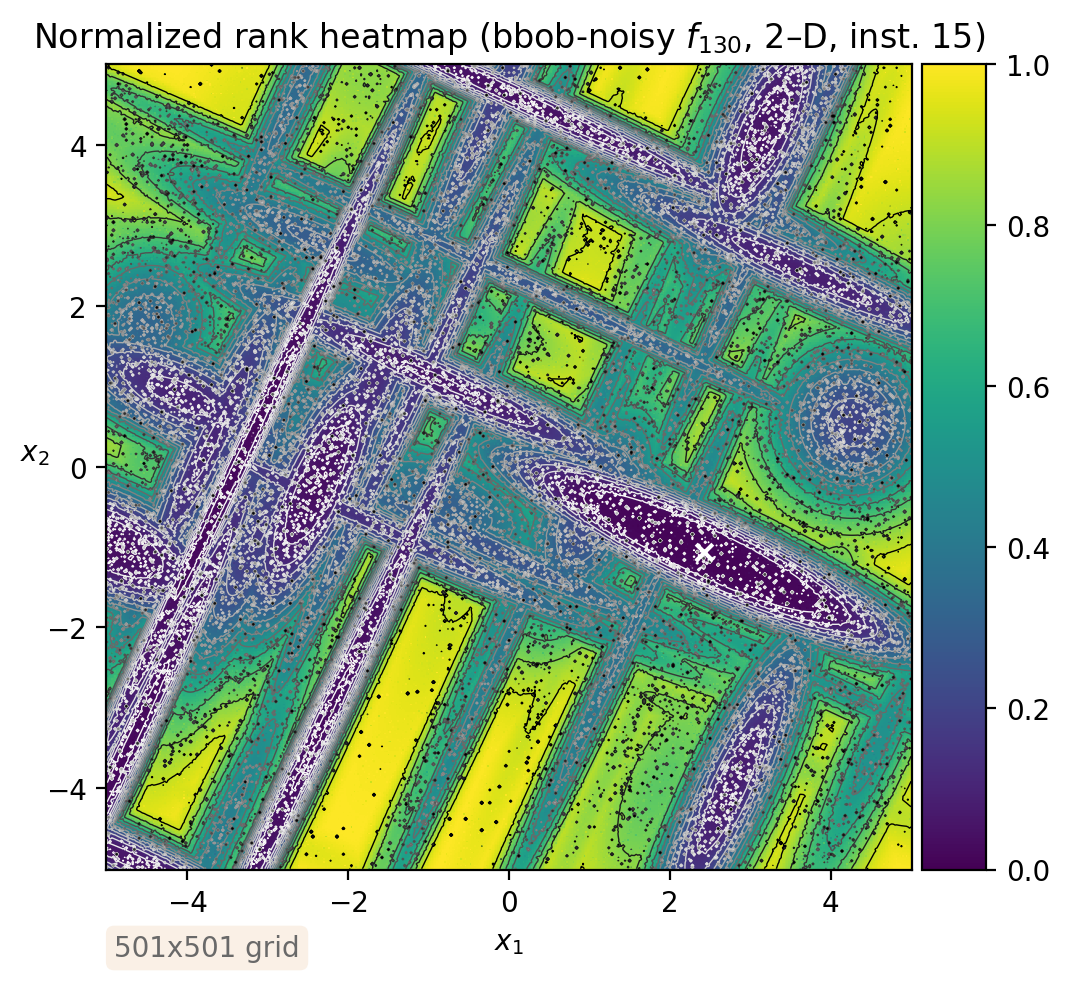 Normalized rank heatmap (bbob-noisy f₁₃₀, 2–D, inst. 15)
1.0
0.8
0.6
0.4
0.2
0.0
4
2
0
−2
−4
x₂
−4 −2 0 2 4
x₁
501x501 grid